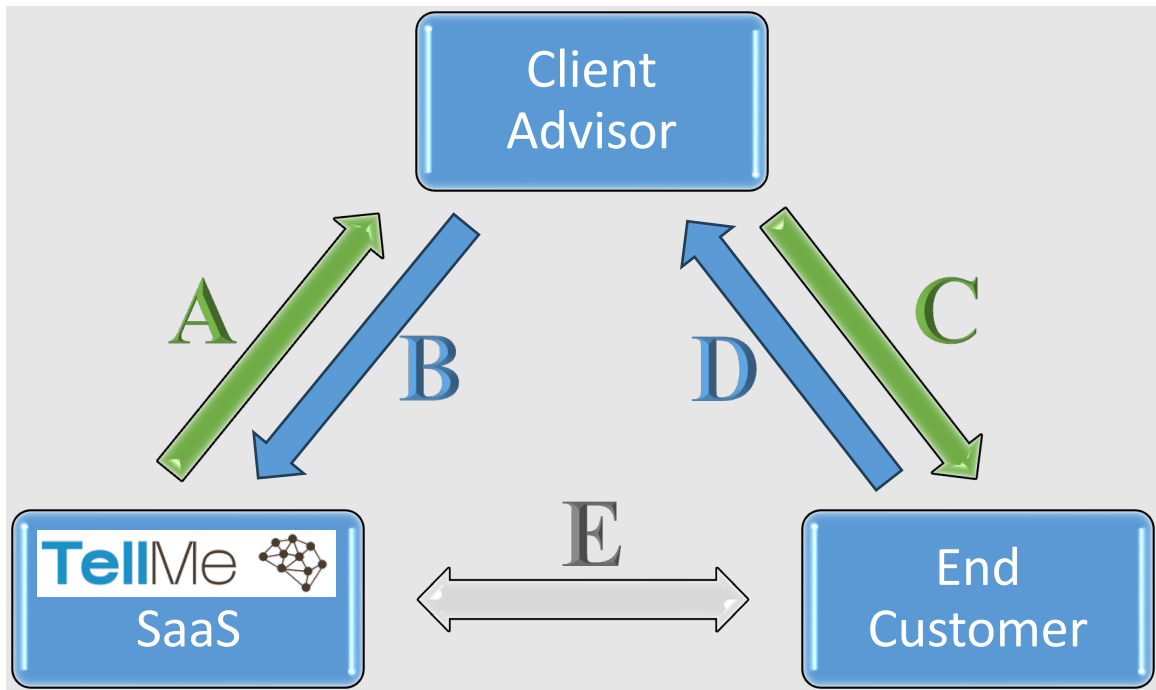 Client
Advisor
A
B
D
C
E
TellMe
SaaS
End
Customer